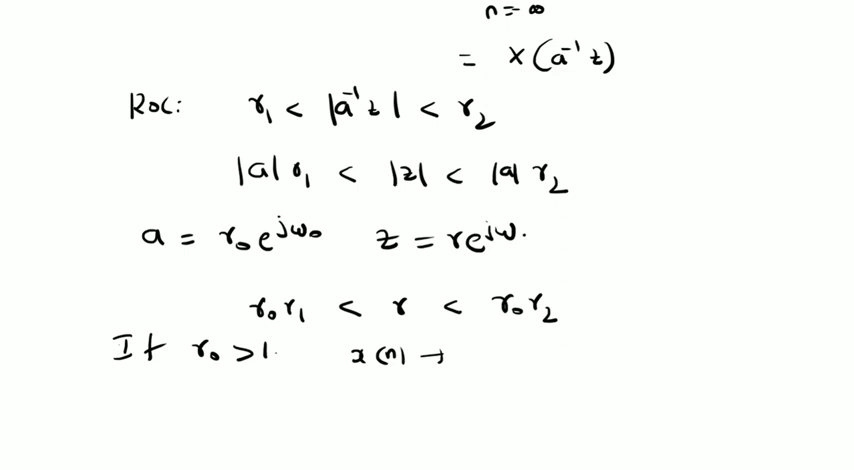 n=-∞
= X(a⁻¹z)
ROC: r₁ < |a⁻¹z| < r₂
|a| r₁ < |z| < |a| r₂
a = r₀e^{jω₀} z = re^{jω}.
r₀r₁ < r < r₀r₂
If r₀>1. x(n) →